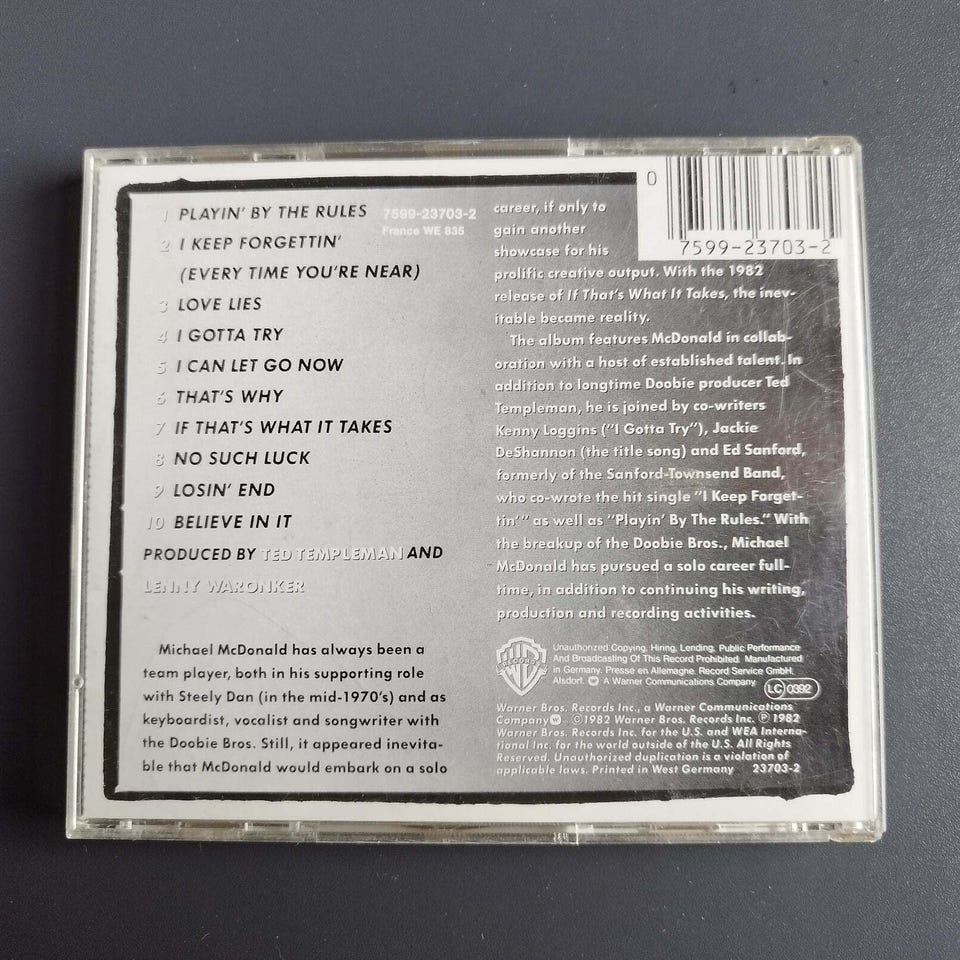 1 PLAYIN' BY THE RULES
2 I KEEP FORGETTIN'
(EVERY TIME YOU'RE NEAR)
3 LOVE LIES
4 I GOTTA TRY
5 I CAN LET GO NOW
6 THAT'S WHY
7 IF THAT'S WHAT IT TAKES
8 NO SUCH LUCK
9 LOSIN' END
10 BELIEVE IN IT
PRODUCED BY TED TEMPLEMAN AND
LENNY WARONKER
7599-23703-2
France WE 835
Michael McDonald has always been a
team player, both in his supporting role
with Steely Dan (in the mid-1970's) and as
keyboardist, vocalist and songwriter with
the Doobie Bros. Still, it appeared inevita-
ble that McDonald would embark on a solo
career, if only to
gain another
showcase for his
prolific creative output. With the 1982
release of If That's What It Takes, the inev-
itable became reality.
The album features McDonald in collab-
oration with a host of established talent. In
addition to longtime Doobie producer Ted
Templeman, he is joined by co-writers
Kenny Loggins ("I Gotta Try"), Jackie
DeShannon (the title song) and Ed Sanford,
formerly of the Sanford-Townsend Band,
who co-wrote the hit single "I Keep Forget-
tin'" as well as "Playin' By The Rules." With
the breakup of the Doobie Bros., Michael
McDonald has pursued a solo career full-
time, in addition to continuing his writing,
production and recording activities.
0
7599-23703-2
WB
RECORDS
Unauthorized Copying, Hiring, Lending, Public Performance
And Broadcasting Of This Record Prohibited. Manufactured
in Germany. Presse en Allemagne. Record Service GmbH,
Alsdorf. A Warner Communications Company.
LC 0392
Warner Bros. Records Inc., a Warner Communications
Company. ©1982 Warner Bros. Records Inc. ℗1982
Warner Bros. Records Inc. for the U.S. and WEA Interna-
tional Inc. for the world outside of the U.S. All Rights
Reserved. Unauthorized duplication is a violation of
applicable laws. Printed in West Germany 23703-2